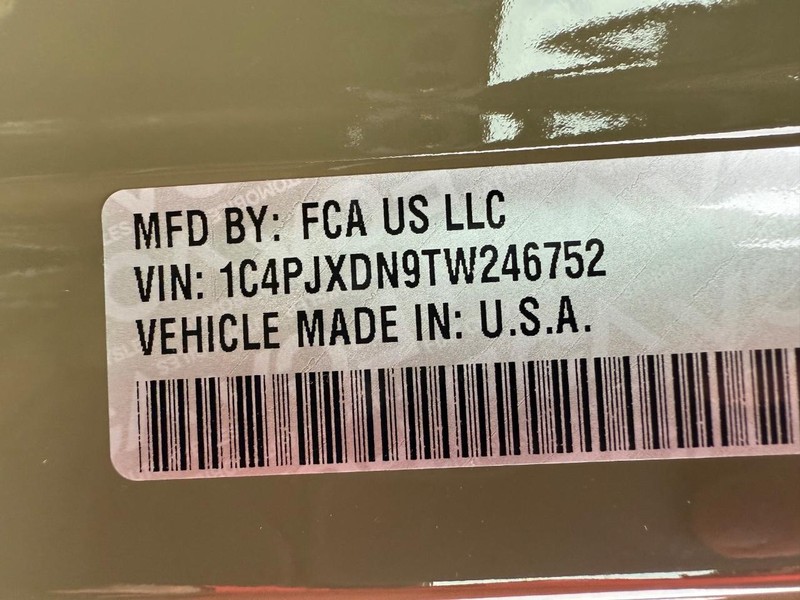 MFD BY: FCA US LLC
VIN: 1C4PJXDN9TW246752
VEHICLE MADE IN: U.S.A.